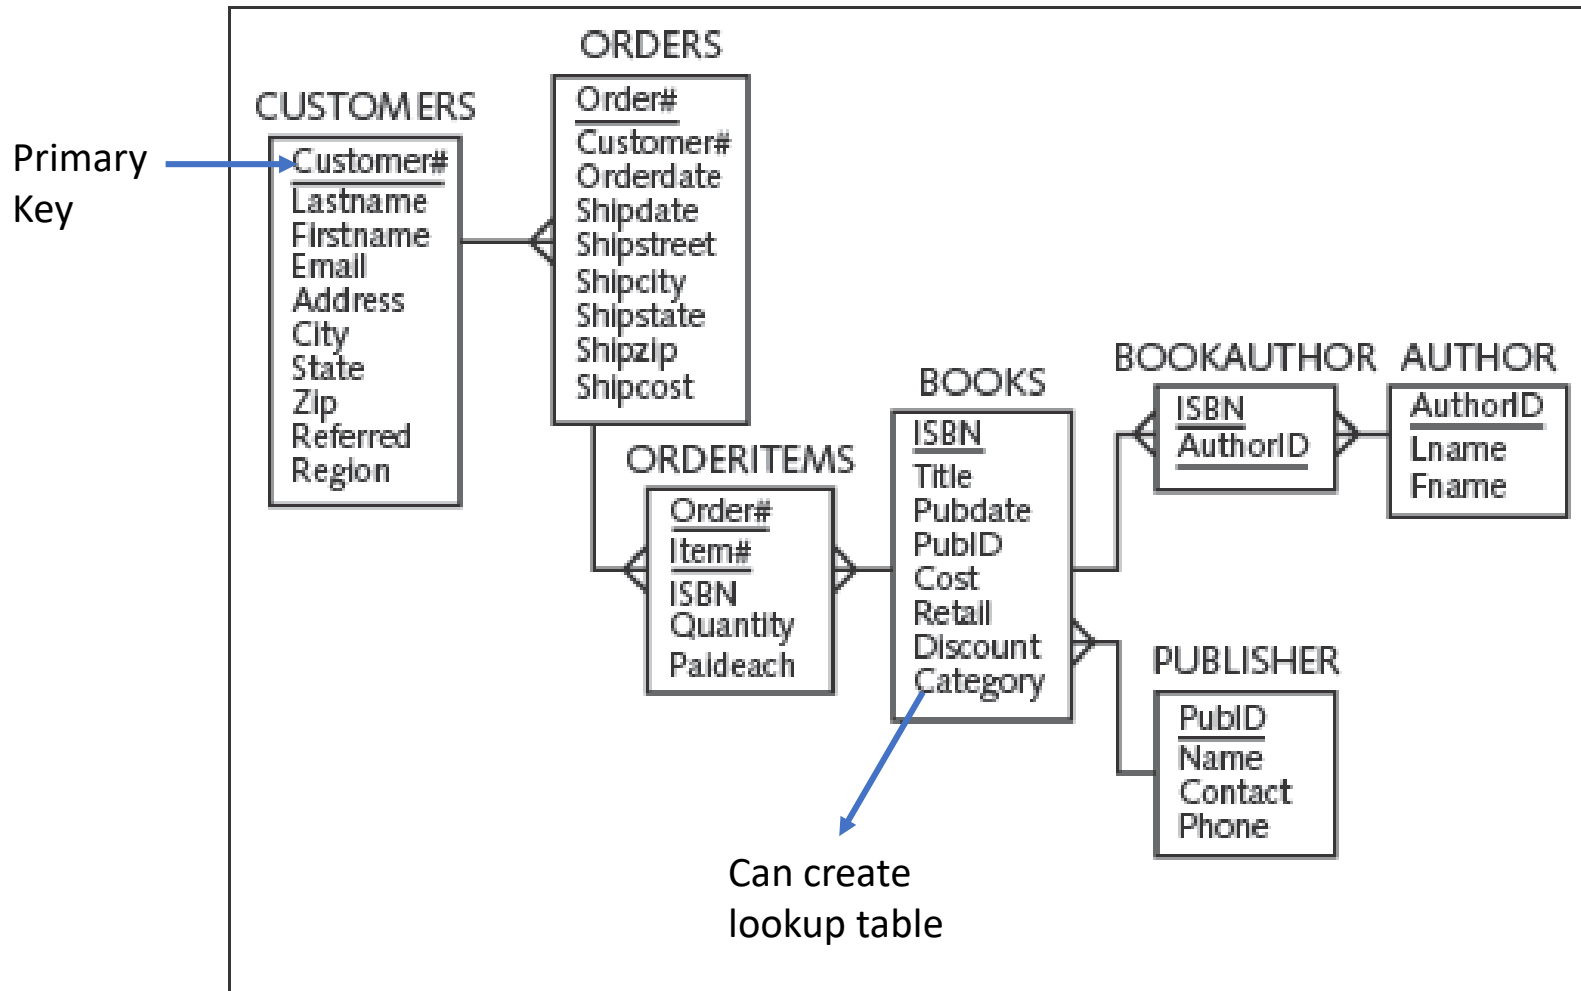 Primary
Key
CUSTOMERS
Customer#
Lastname
Firstname
Email
Address
City
State
Zip
Referred
Region
ORDERS
Order#
Customer#
Orderdate
Shipdate
Shipstreet
Shipcity
Shipstate
Shipzip
Shipcost
ORDERITEMS
Order#
Item#
ISBN
Quantity
Paideach
BOOKS
ISBN
Title
Pubdate
PubID
Cost
Retail
Discount
Category
BOOKAUTHOR
ISBN
AuthorID
AUTHOR
AuthorID
Lname
Fname
PUBLISHER
PubID
Name
Contact
Phone
Can create
lookup table